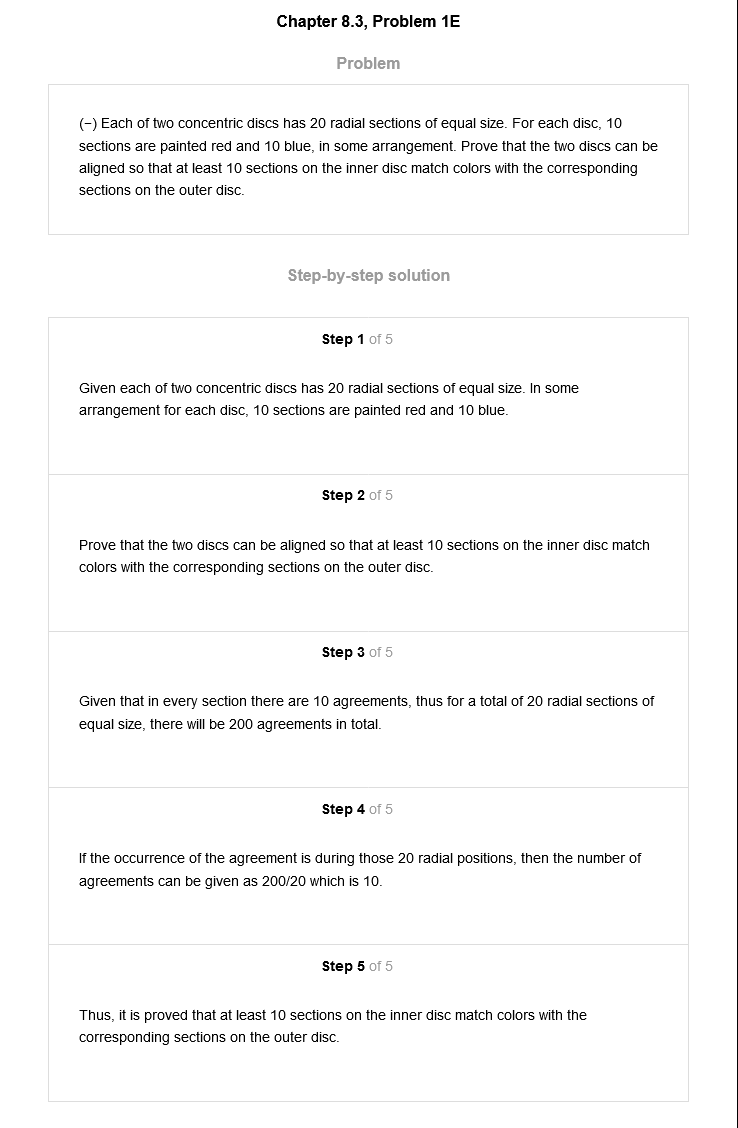 Chapter 8.3, Problem 1E
Problem
(−) Each of two concentric discs has 20 radial sections of equal size. For each disc, 10
sections are painted red and 10 blue, in some arrangement. Prove that the two discs can be
aligned so that at least 10 sections on the inner disc match colors with the corresponding
sections on the outer disc.
Step-by-step solution
Step 1 of 5
Given each of two concentric discs has 20 radial sections of equal size. In some
arrangement for each disc, 10 sections are painted red and 10 blue.
Step 2 of 5
Prove that the two discs can be aligned so that at least 10 sections on the inner disc match
colors with the corresponding sections on the outer disc.
Step 3 of 5
Given that in every section there are 10 agreements, thus for a total of 20 radial sections of
equal size, there will be 200 agreements in total.
Step 4 of 5
If the occurrence of the agreement is during those 20 radial positions, then the number of
agreements can be given as 200/20 which is 10.
Step 5 of 5
Thus, it is proved that at least 10 sections on the inner disc match colors with the
corresponding sections on the outer disc.